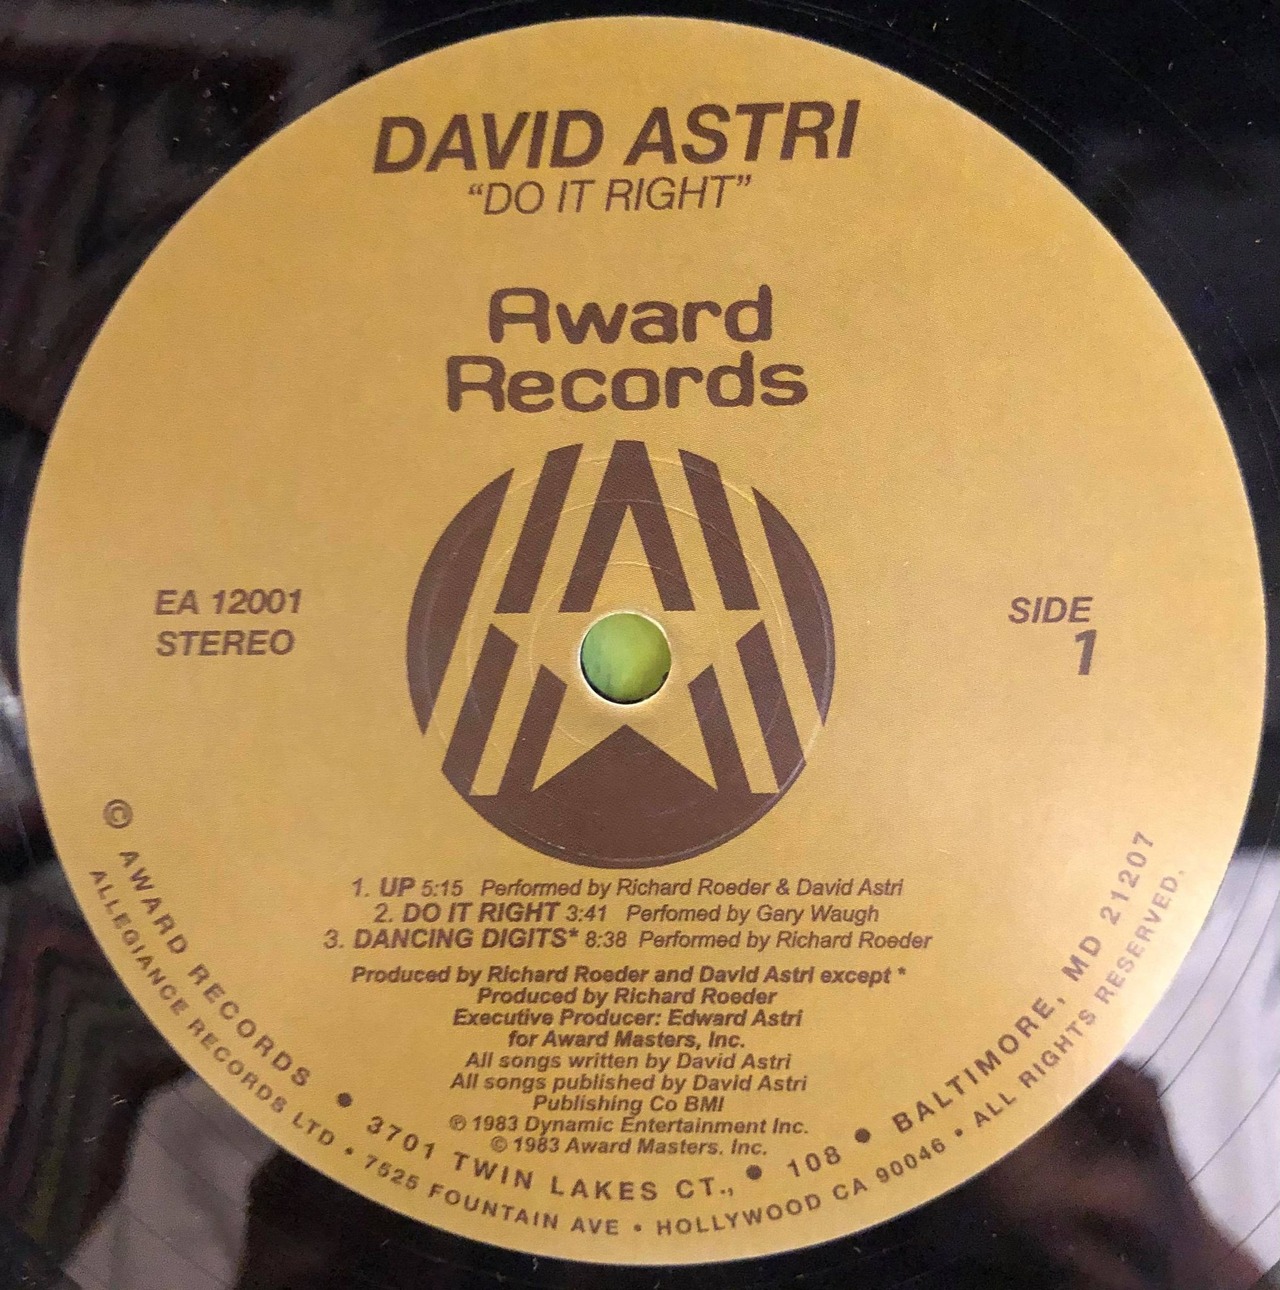 DAVID ASTRI
“DO IT RIGHT”
Award
Records
EA 12001
STEREO
SIDE
1
1. UP 5:15 Performed by Richard Roeder & David Astri
2. DO IT RIGHT 3:41 Perfomed by Gary Waugh
3. DANCING DIGITS* 8:38 Performed by Richard Roeder
Produced by Richard Roeder and David Astri except *
Produced by Richard Roeder
Executive Producer: Edward Astri
for Award Masters, Inc.
All songs written by David Astri
All songs published by David Astri
Publishing Co BMI
℗ 1983 Dynamic Entertainment Inc.
© 1983 Award Masters. Inc.
© AWARD RECORDS • 3701 TWIN LAKES CT., • 108 • BALTIMORE, MD 21207
ALLEGIANCE RECORDS LTD • 7525 FOUNTAIN AVE • HOLLYWOOD CA 90046 • ALL RIGHTS RESERVED.